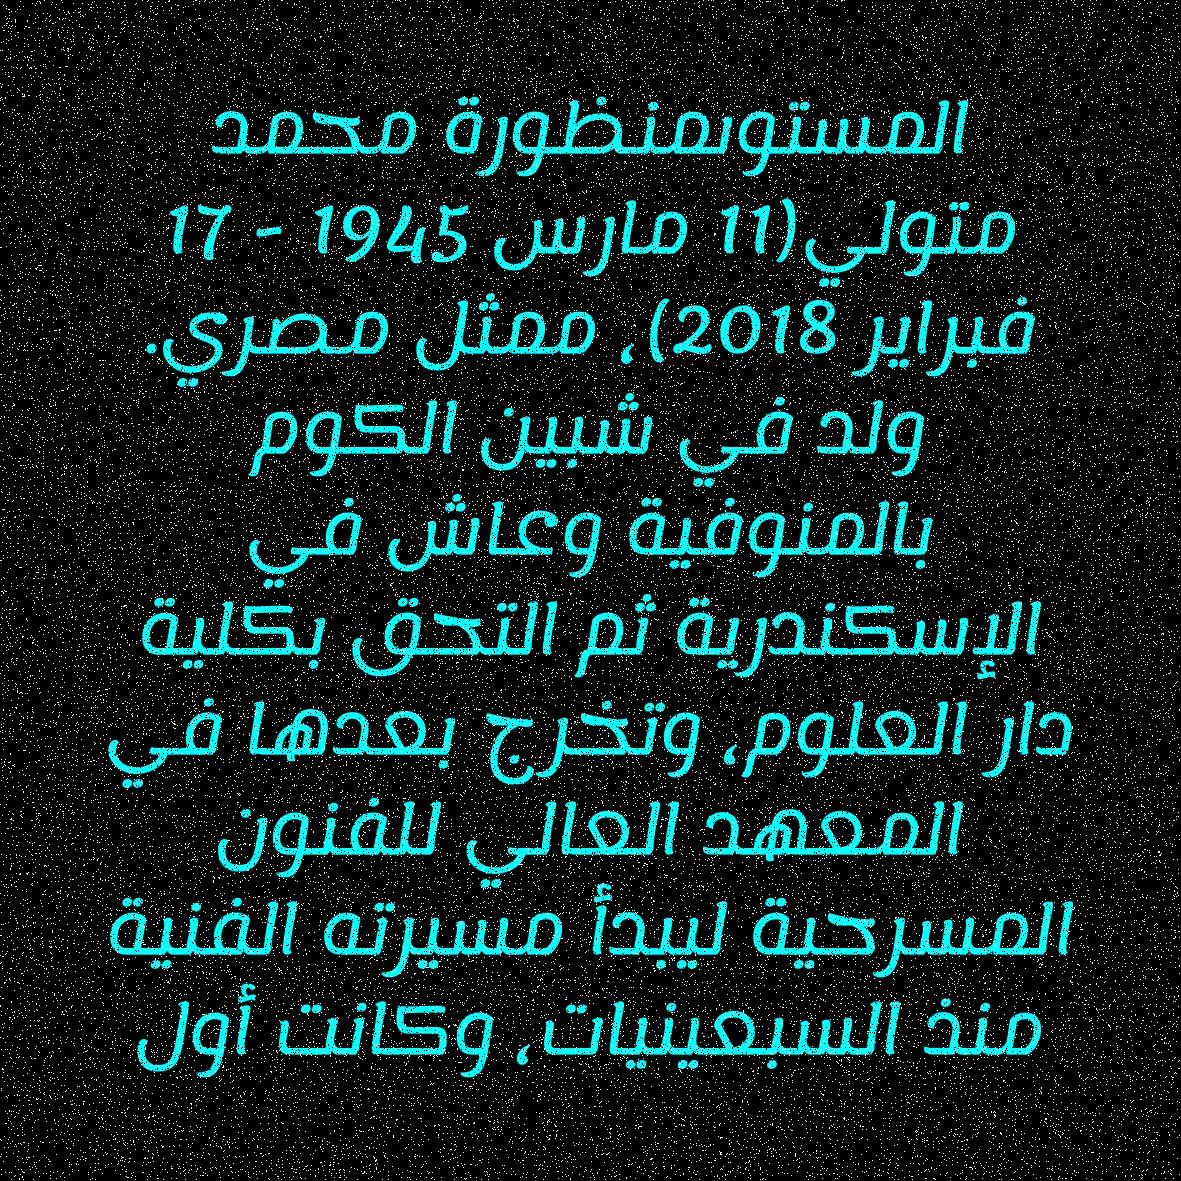 المستوىمنظورة محمد
متولي(11 مارس 1945 - 17
فبراير 2018)، ممثل مصري.
ولد في شبين الكوم
بالمنوفية وعاش في
الإسكندرية ثم التحق بكلية
دار العلوم، وتخرج بعدها في
المعهد العالي للفنون
المسرحية ليبدأ مسيرته الفنية
منذ السبعينيات، وكانت أول